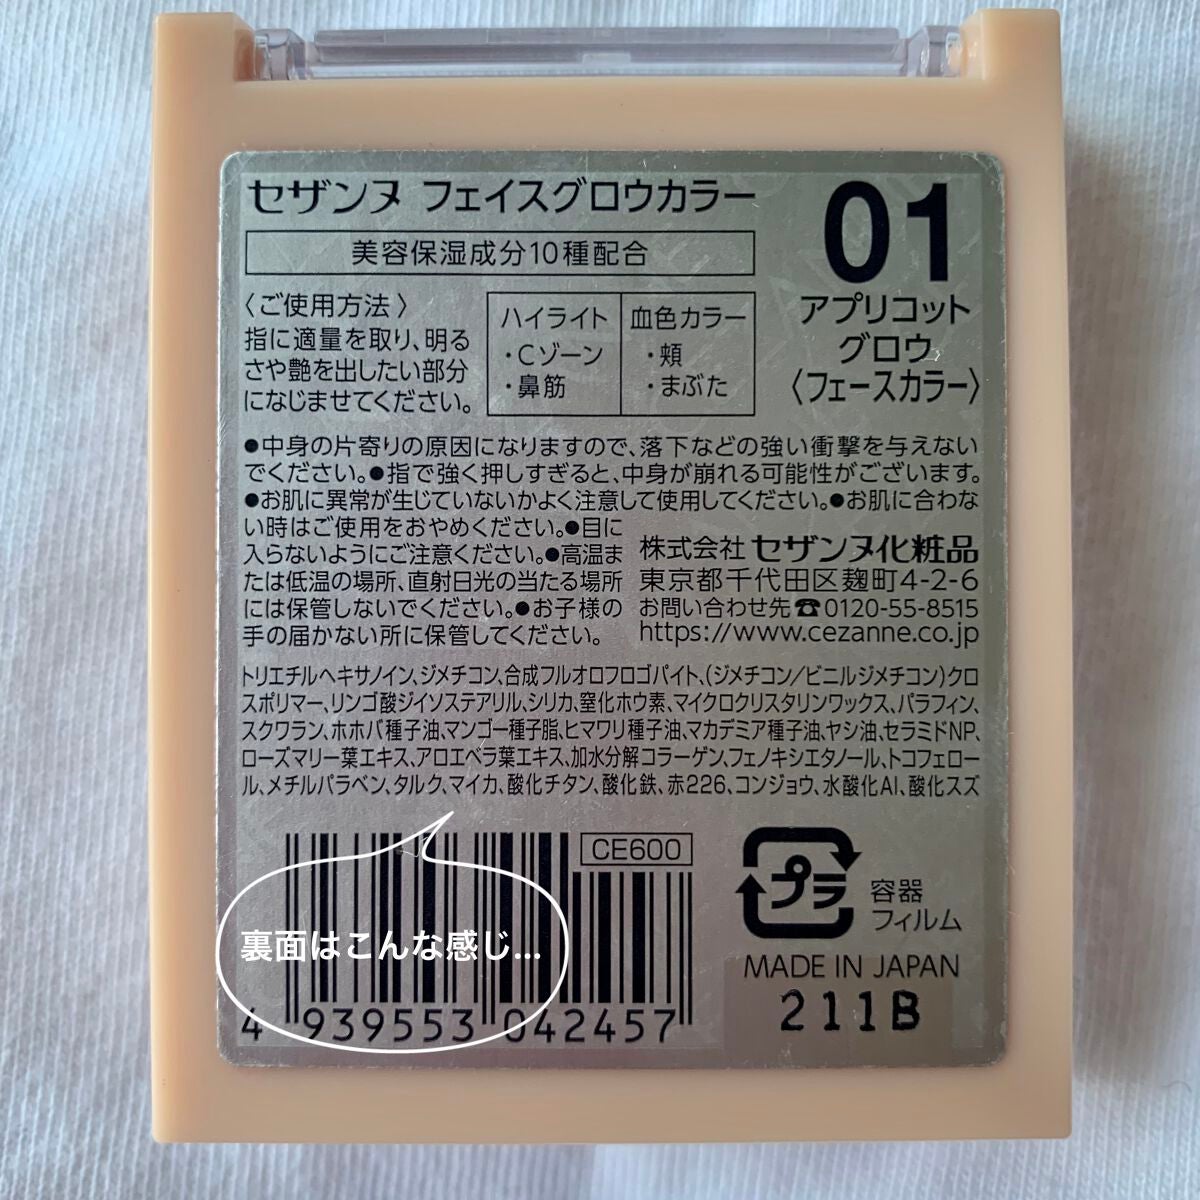 セザンヌ フェイスグロウカラー
美容保湿成分10種配合
01
アプリコット
グロウ
〈フェースカラー〉
〈ご使用方法〉
指に適量を取り、明る
さや艶を出したい部分
になじませてください。
ハイライト
・Cゾーン
・鼻筋
血色カラー
・頬
・まぶた
●中身の片寄りの原因になりますので、落下などの強い衝撃を与えない
でください。●指で強く押しすぎると、中身が崩れる可能性がございます。
●お肌に異常が生じていないかよく注意して使用してください。●お肌に合わな
い時はご使用をおやめください。●目に
入らないようにご注意ください。●高温ま
たは低温の場所、直射日光の当たる場所
には保管しないでください。●お子様の
手の届かない所に保管してください。
株式会社 セザンヌ化粧品
東京都千代田区麹町4-2-6
お問い合わせ先☎0120-55-8515
https://www.cezanne.co.jp
トリエチルヘキサノイン、ジメチコン、合成フルオロフロゴパイト、(ジメチコン/ビニルジメチコン)クロ
スポリマー、リンゴ酸ジイソステアリル、シリカ、窒化ホウ素、マイクロクリスタリンワックス、パラフィン、
スクワラン、ホホバ種子油、マンゴー種子脂、ヒマワリ種子油、マカデミア種子油、ヤシ油、セラミドNP、
ローズマリー葉エキス、アロエベラ葉エキス、加水分解コラーゲン、フェノキシエタノール、トコフェロー
ル、メチルパラベン、タルク、マイカ、酸化チタン、酸化鉄、赤226、コンジョウ、水酸化Al、酸化スズ
CE600
裏面はこんな感じ...
4 939553 042457
プラ
容器
フィルム
MADE IN JAPAN
211B